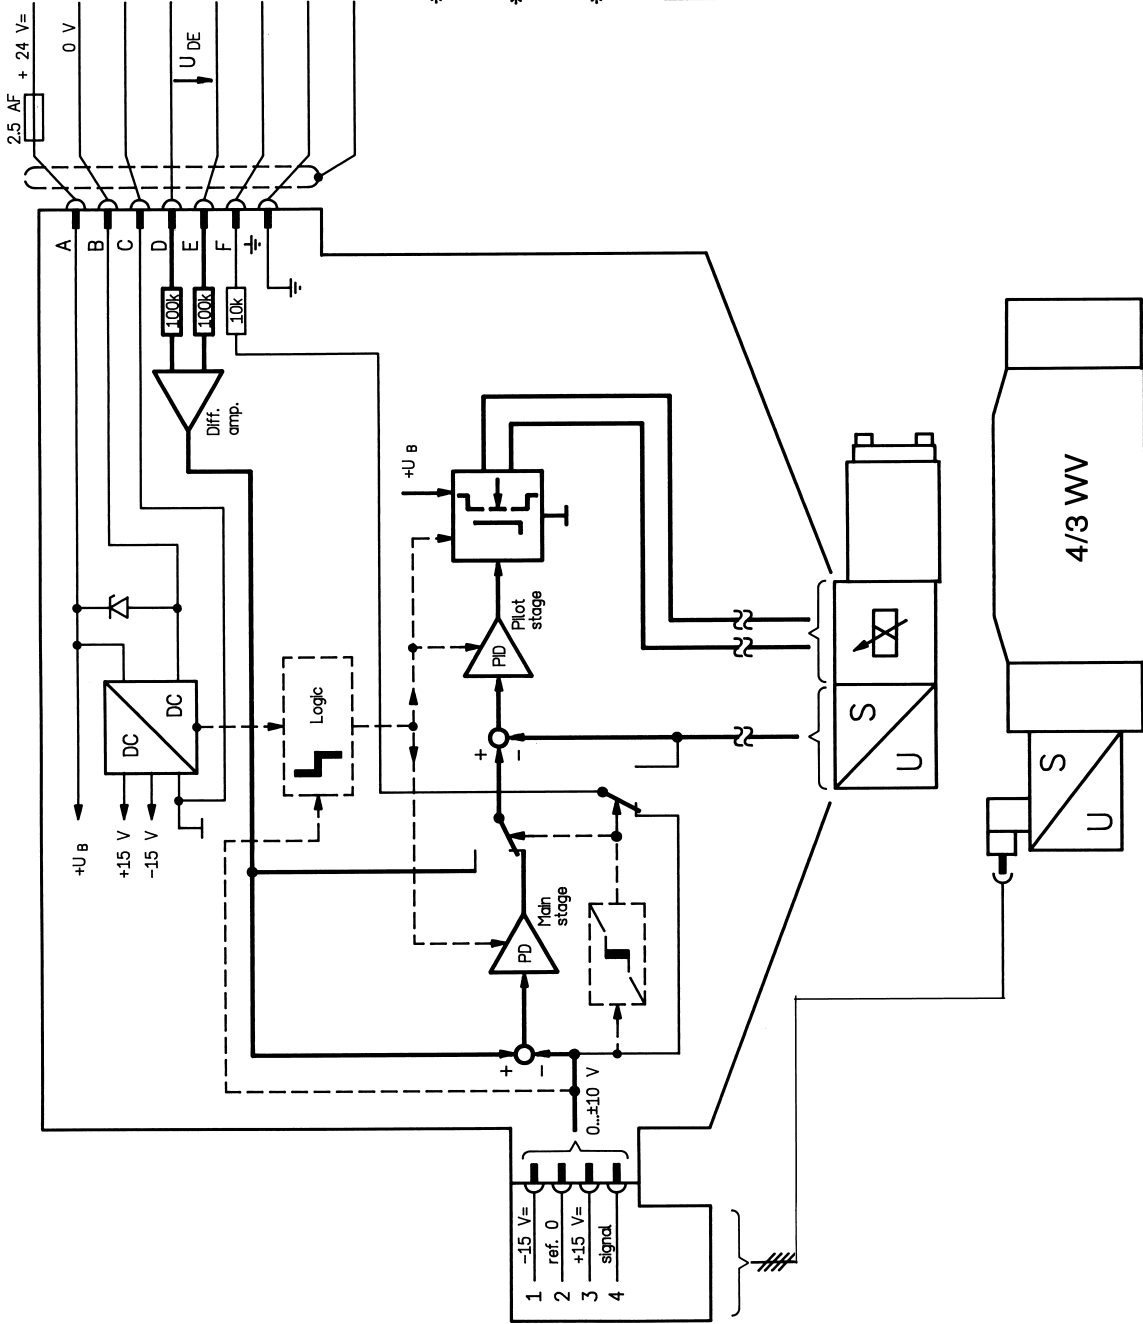 2.5 AF
+ 24 V=
0 V
U DE
* * *
A
B
C
D
E
F
100k
100k
10k
Diff.
amp.
+U B
DC
DC
+U B
+15 V
-15 V
Logic
PID
Pilot
stage
+
-
PD
Main
stage
+
-
0...±10 V
1 -15 V=
2 ref. 0
3 +15 V=
4 signal
S
U
4/3 WV
S
U